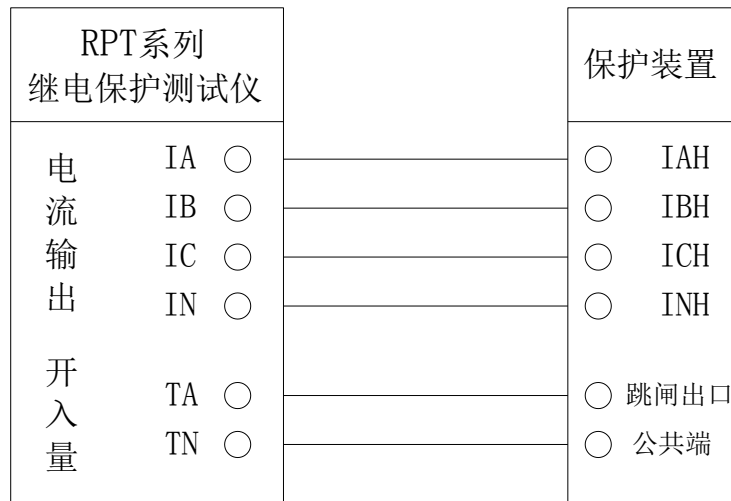 RPT系列
继电保护测试仪
保护装置
电流输出
IA
IB
IC
IN
开入量
TA
TN
IAH
IBH
ICH
INH
跳闸出口
公共端